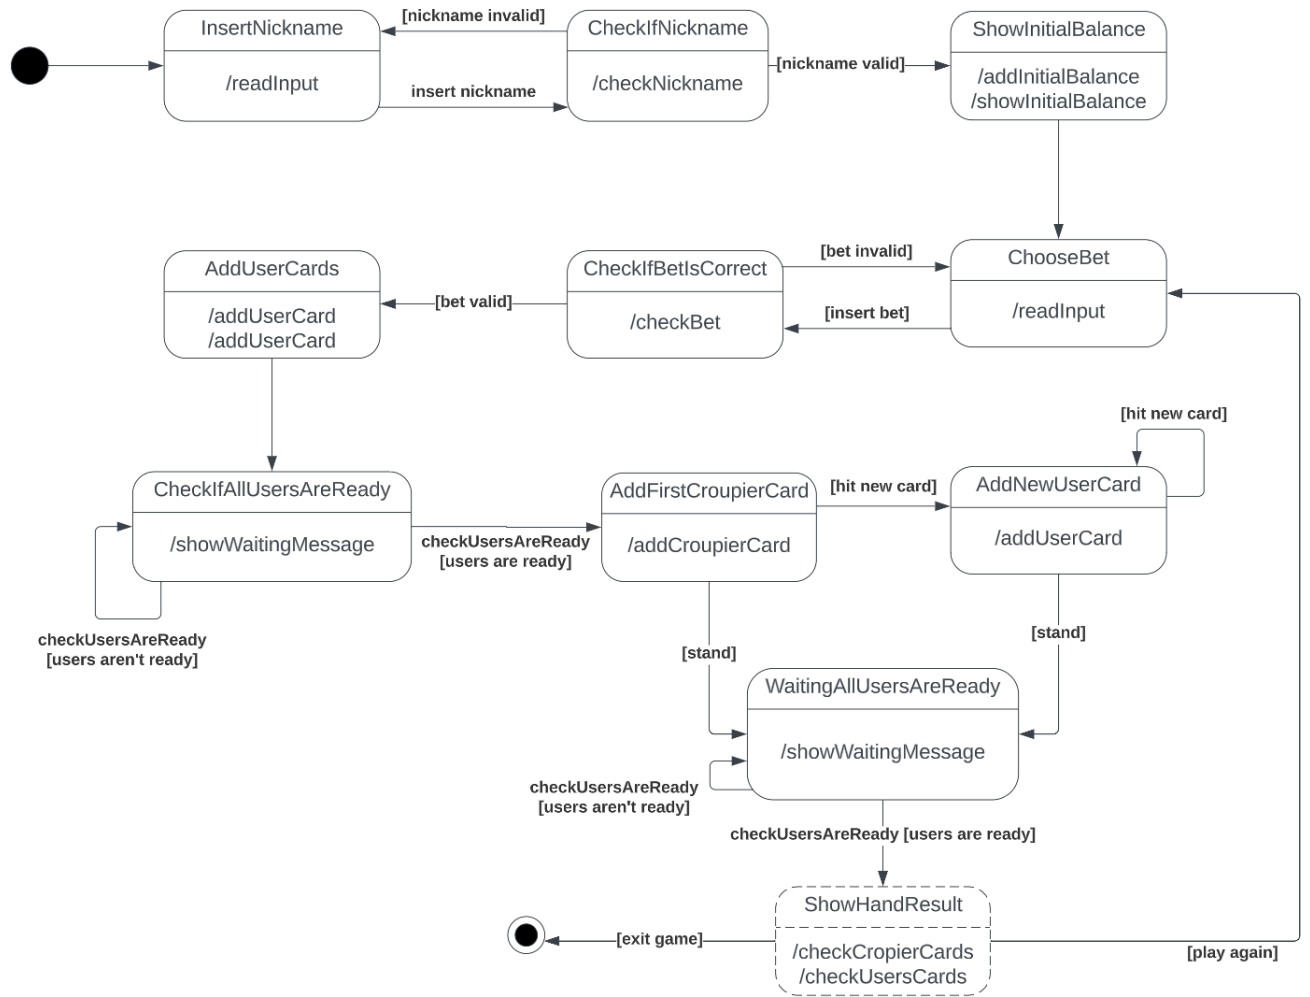 [nickname invalid]
InsertNickname
/readInput
insert nickname
CheckIfNickname
/checkNickname
[nickname valid]
ShowInitialBalance
/addInitialBalance
/showInitialBalance
AddUserCards
/addUserCard
/addUserCard
[bet valid]
CheckIfBetIsCorrect
/checkBet
[bet invalid]
[insert bet]
ChooseBet
/readInput
CheckIfAllUsersAreReady
/showWaitingMessage
checkUsersAreReady
[users aren't ready]
checkUsersAreReady
[users are ready]
AddFirstCroupierCard
/addCroupierCard
[hit new card]
[hit new card]
AddNewUserCard
/addUserCard
[stand]
[stand]
WaitingAllUsersAreReady
/showWaitingMessage
checkUsersAreReady
[users aren't ready]
checkUsersAreReady [users are ready]
ShowHandResult
/checkCropierCards
/checkUsersCards
[exit game]
[play again]